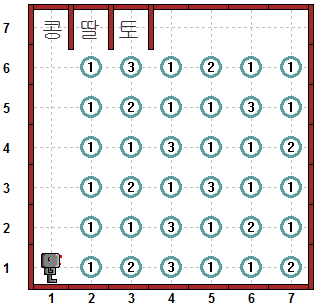 7 콩 딸 토
6 1 3 1 2 1 1
5 1 2 1 1 3 1
4 1 1 3 1 1 2
3 1 2 1 3 1 1
2 1 1 3 1 2 1
1 1 2 3 1 1 2
1 2 3 4 5 6 7